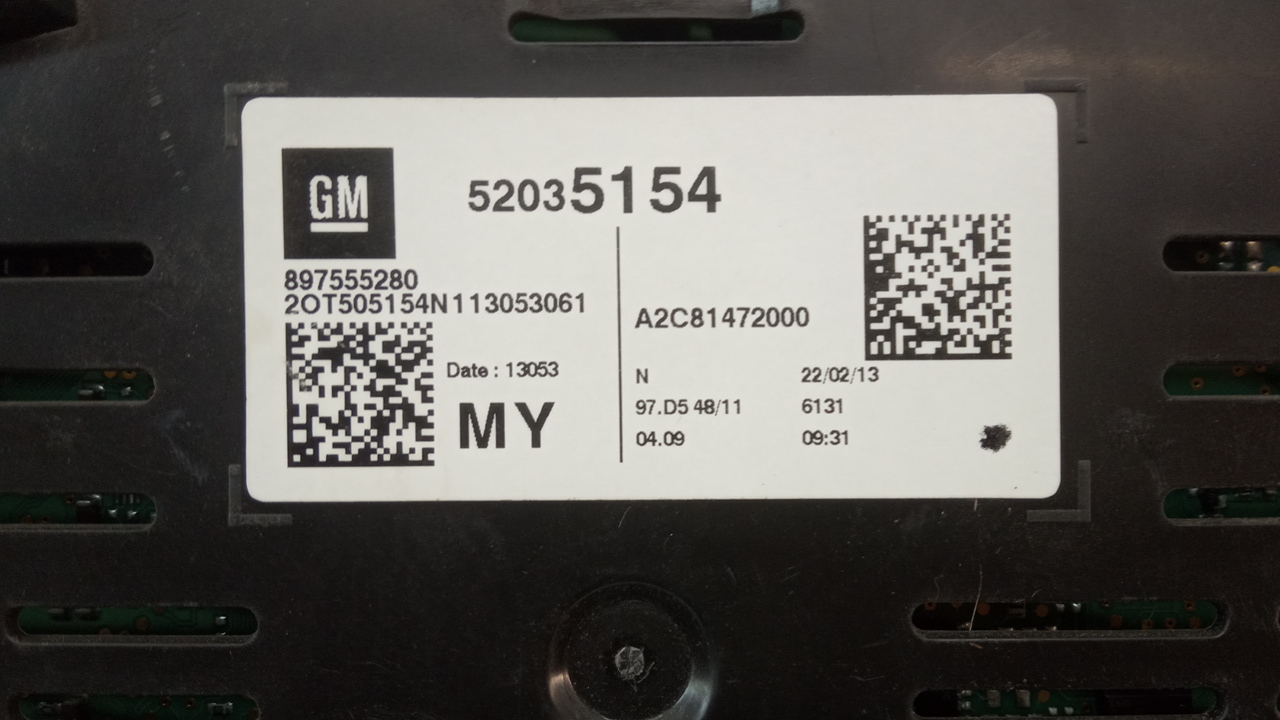 GM
52035154
897555280
2OT505154N113053061
Date : 13053
MY
A2C81472000
N 22/02/13
97.D5 48/11 6131
04.09 09:31